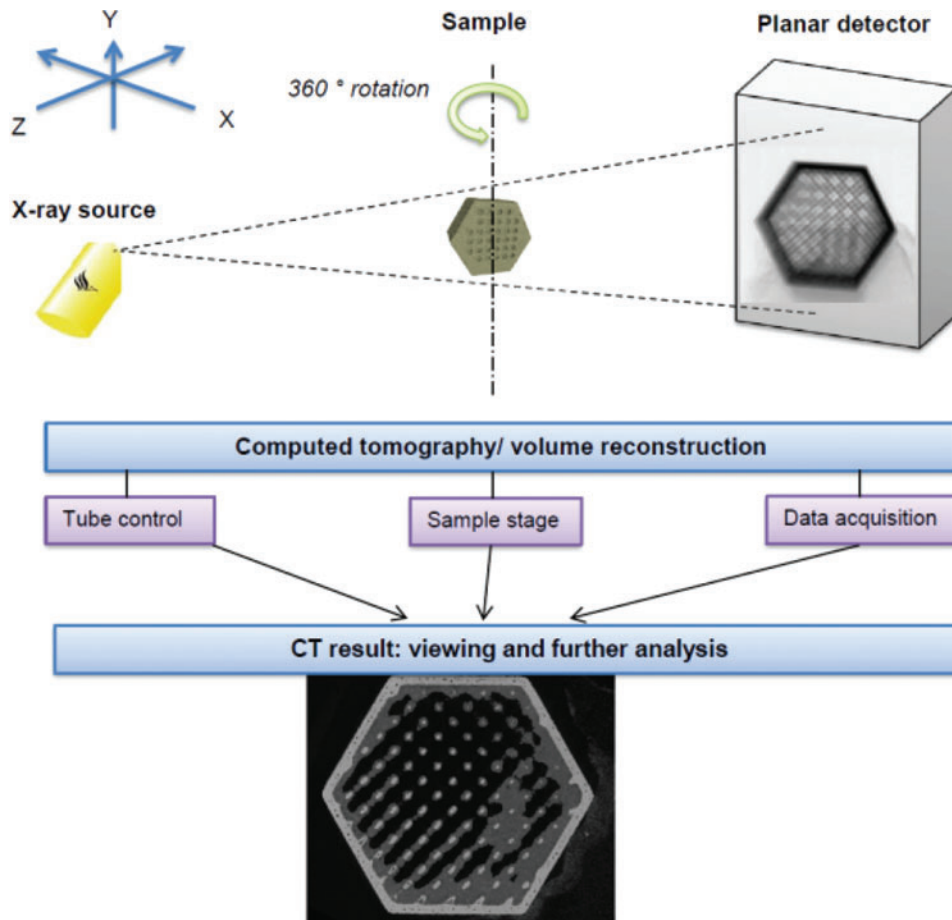 Y
Z
X
Sample
360 ° rotation
Planar detector
X-ray source
Computed tomography/ volume reconstruction
Tube control
Sample stage
Data acquisition
CT result: viewing and further analysis